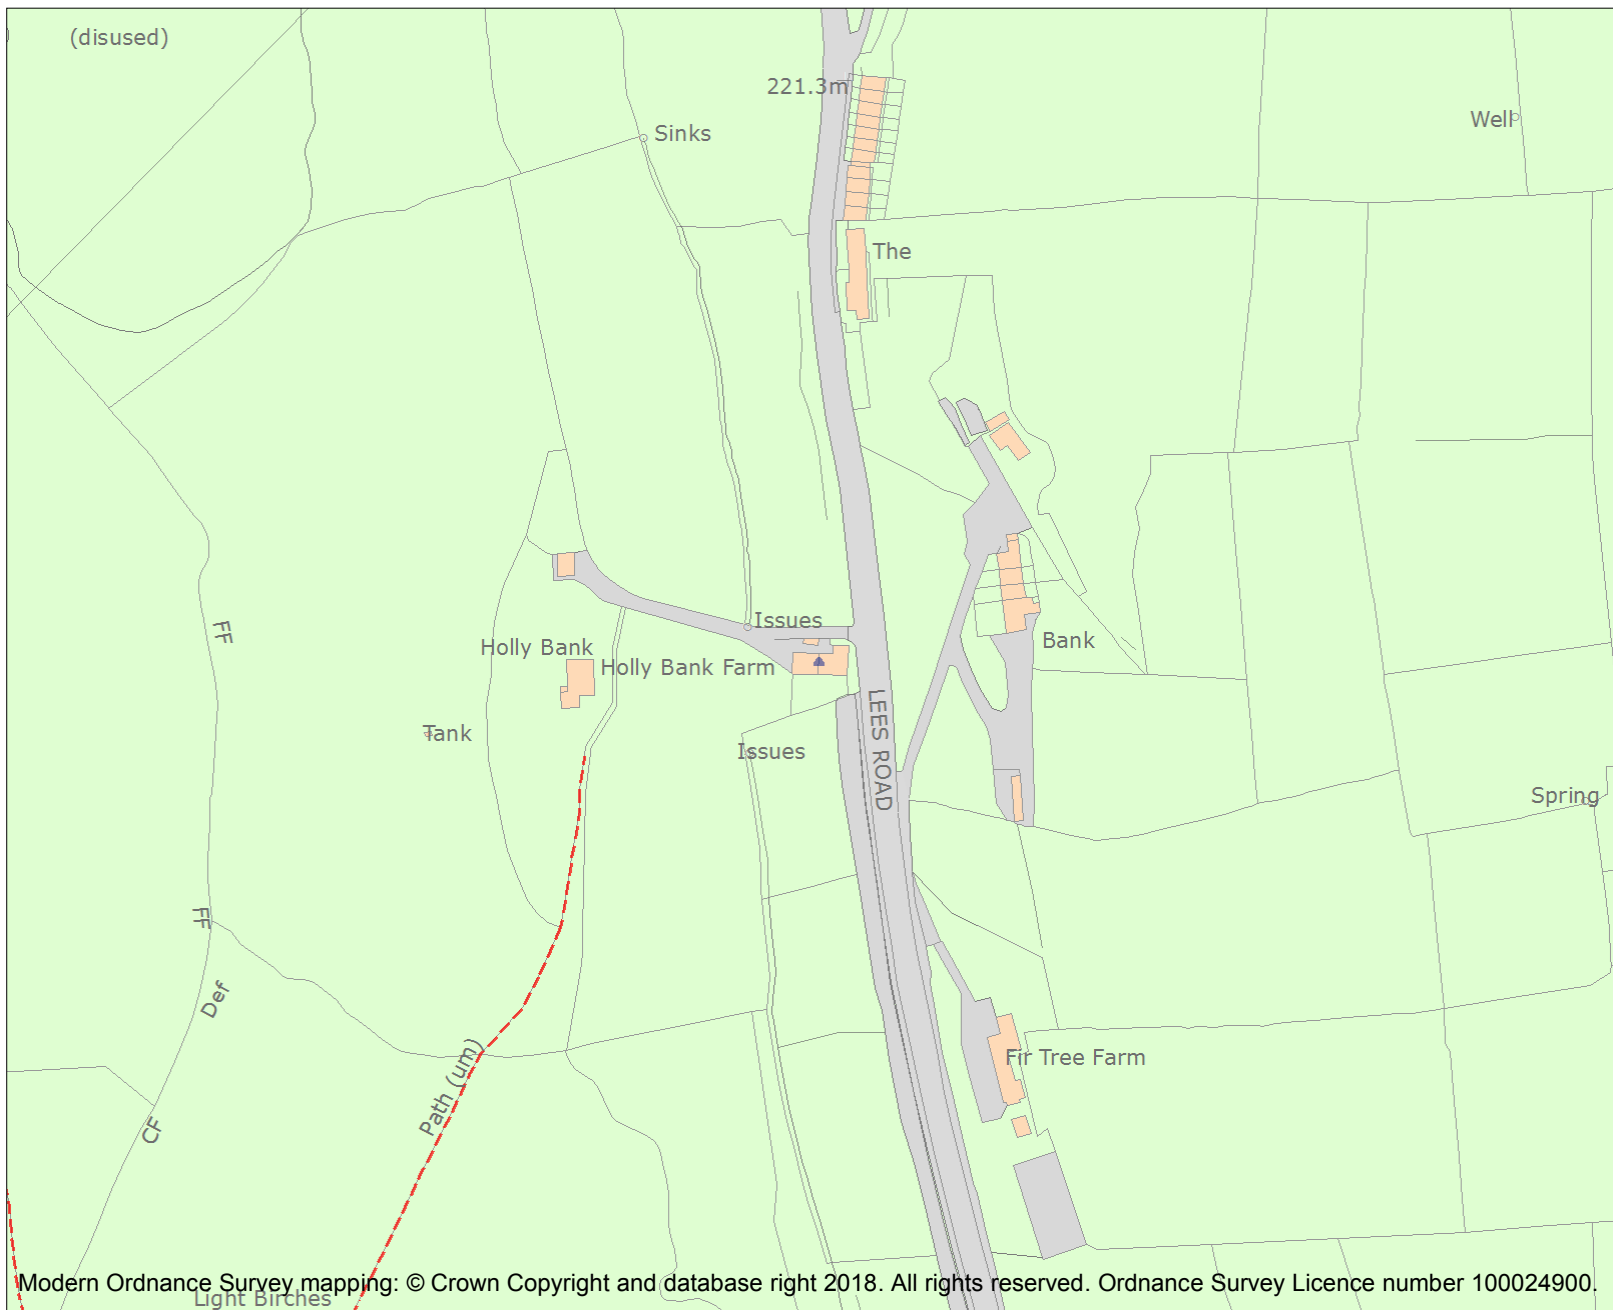 (disused)
221.3m
Well
Sinks
The
Issues
FF
Holly Bank
Bank
Holly Bank Farm
LEES ROAD
Tank
Issues
Spring
FF
Def
Path (um)
Fir Tree Farm
CF
Modern Ordnance Survey mapping: © Crown Copyright and database right 2018. All rights reserved. Ordnance Survey Licence number 100024900.
Light Birches